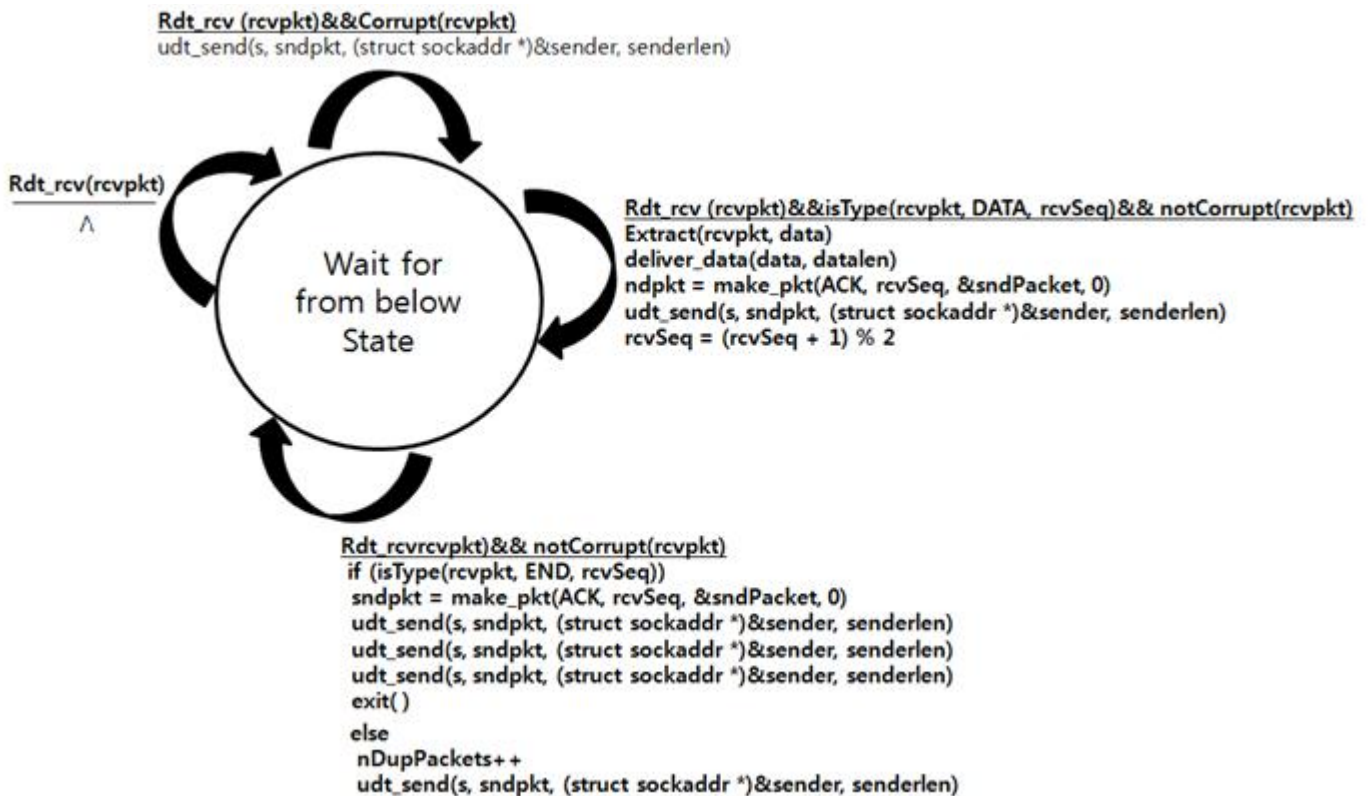 Rdt_rcv (rcvpkt)&&Corrupt(rcvpkt)
udt_send(s, sndpkt, (struct sockaddr *)&sender, senderlen)
Rdt_rcv(rcvpkt)
Λ
Wait for
from below
State
Rdt_rcv (rcvpkt)&&isType(rcvpkt, DATA, rcvSeq)&& notCorrupt(rcvpkt)
Extract(rcvpkt, data)
deliver_data(data, datalen)
ndpkt = make_pkt(ACK, rcvSeq, &sndPacket, 0)
udt_send(s, sndpkt, (struct sockaddr *)&sender, senderlen)
rcvSeq = (rcvSeq + 1) % 2
Rdt_rcvrcvpkt)&& notCorrupt(rcvpkt)
if (isType(rcvpkt, END, rcvSeq))
sndpkt = make_pkt(ACK, rcvSeq, &sndPacket, 0)
udt_send(s, sndpkt, (struct sockaddr *)&sender, senderlen)
udt_send(s, sndpkt, (struct sockaddr *)&sender, senderlen)
udt_send(s, sndpkt, (struct sockaddr *)&sender, senderlen)
exit( )
else
nDupPackets++
udt_send(s, sndpkt, (struct sockaddr *)&sender, senderlen)